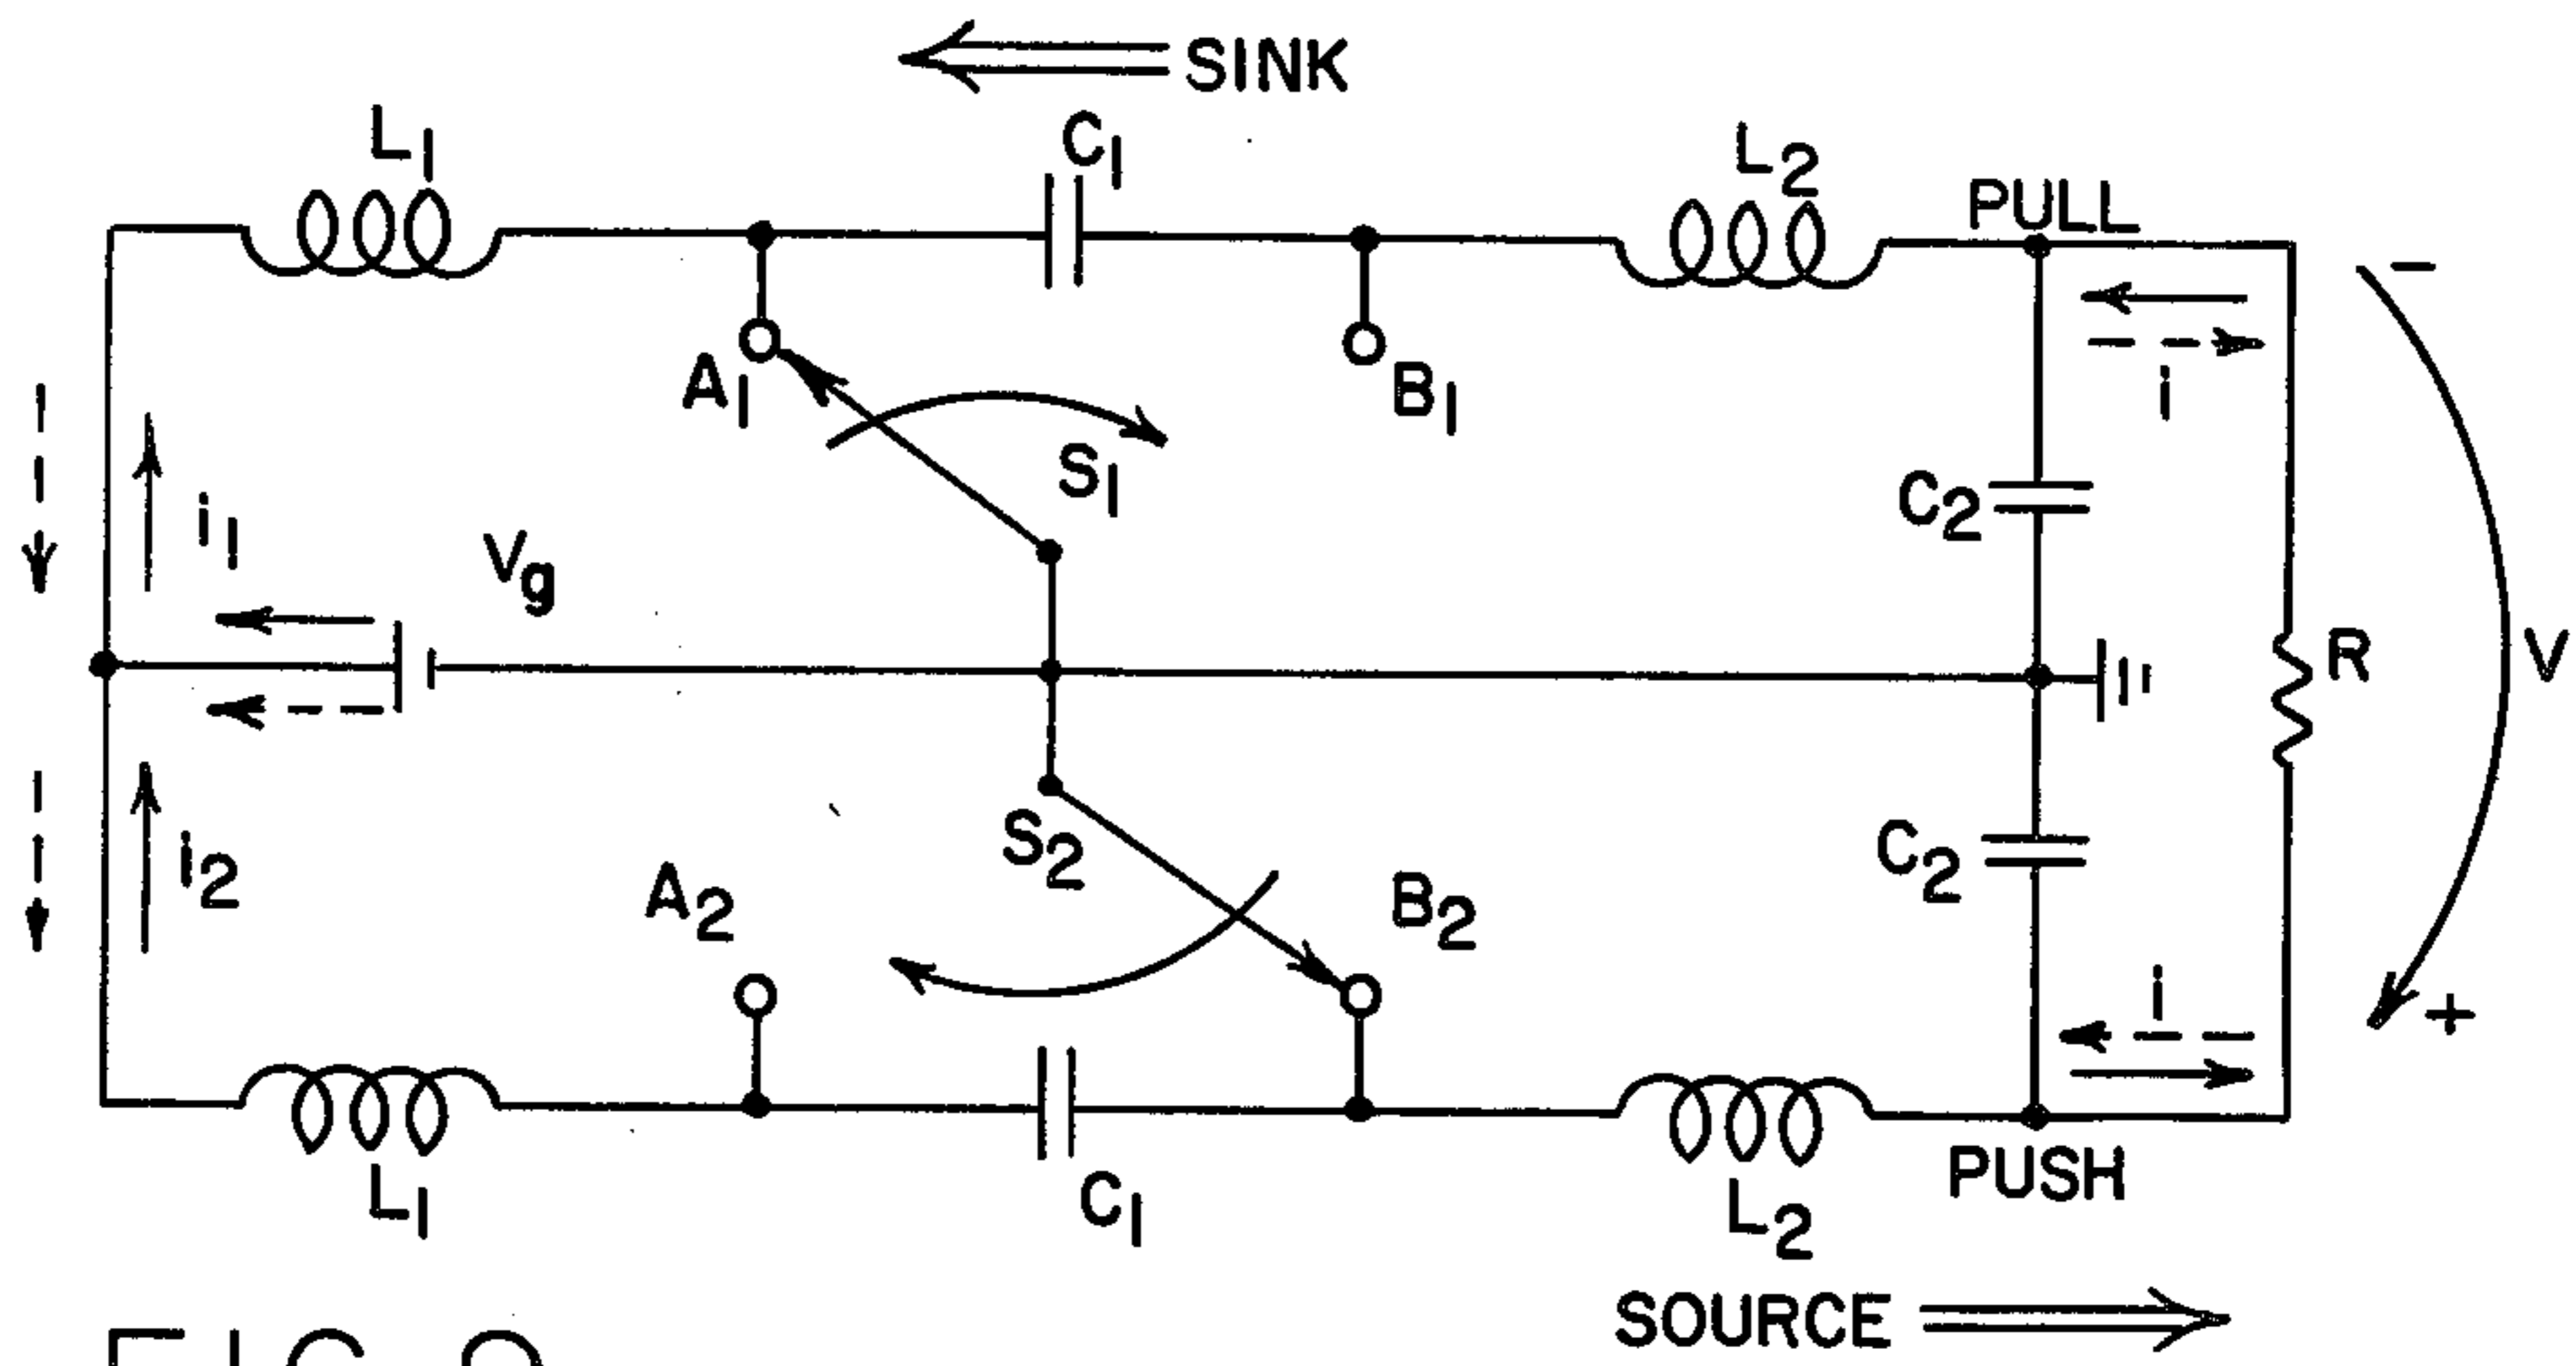 SINK
L1
C1
L2
PULL
−
i
A1
B1
S1
i1
Vg
C2
R
V
i2
S2
A2
B2
C2
i
+
L1
C1
L2
PUSH
SOURCE